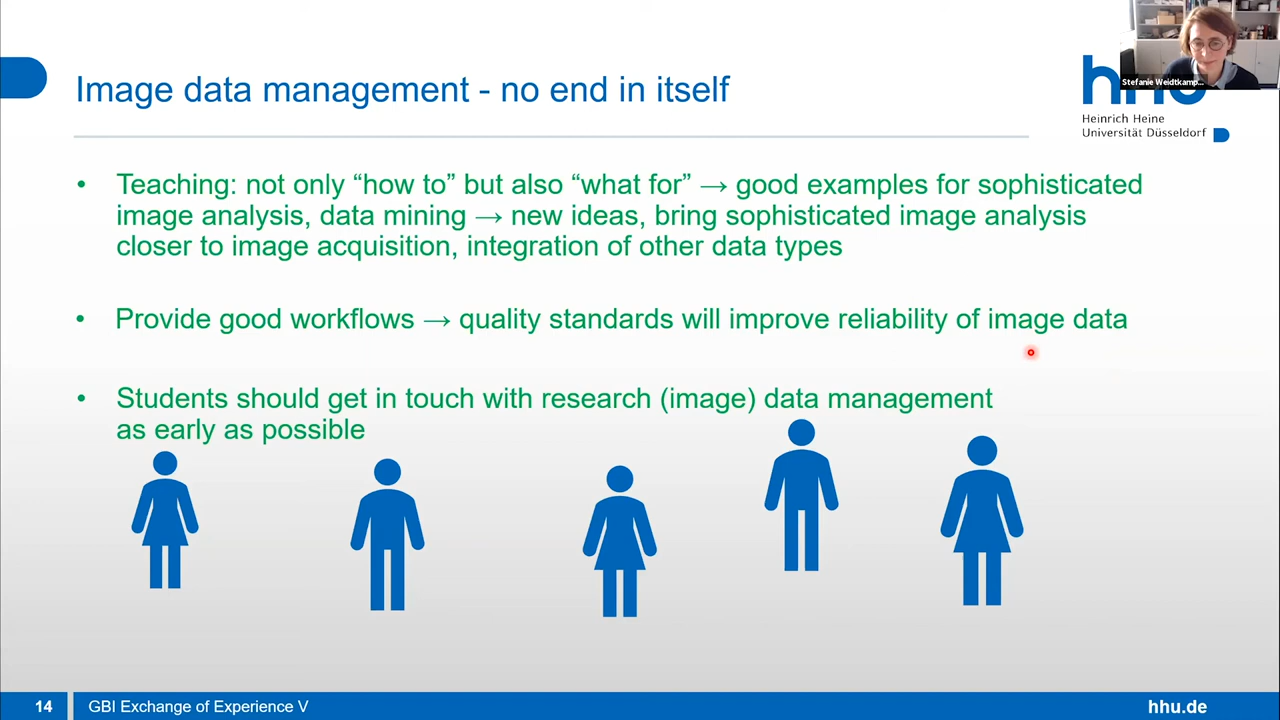 Image data management - no end in itself
Stefanie Weidtkamp...
hhu
Heinrich Heine
Universität Düsseldorf
• Teaching: not only “how to” but also “what for” → good examples for sophisticated
image analysis, data mining → new ideas, bring sophisticated image analysis
closer to image acquisition, integration of other data types
• Provide good workflows → quality standards will improve reliability of image data
• Students should get in touch with research (image) data management
as early as possible
14
GBI Exchange of Experience V
hhu.de